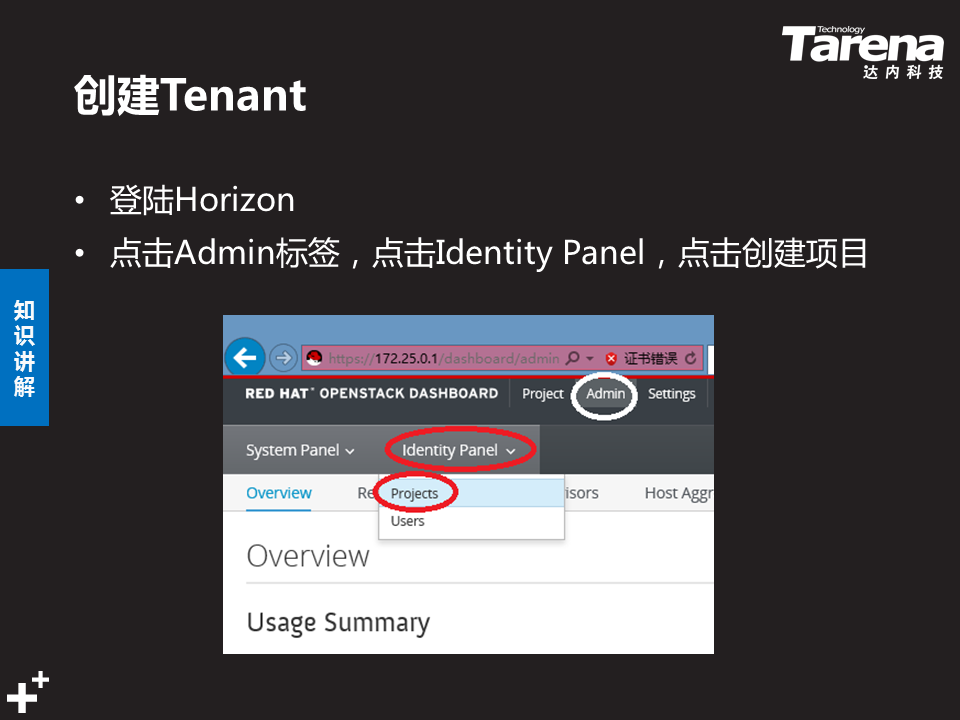 Technology
Tarena
达内科技
创建Tenant
• 登陆Horizon
• 点击Admin标签，点击Identity Panel，点击创建项目
知识讲解
https://172.25.0.1/dashboard/admin 证书错误
RED HAT OPENSTACK DASHBOARD Project Admin Settings
System Panel Identity Panel
Overview Re Projects isors Host Aggr
Users
Overview
Usage Summary